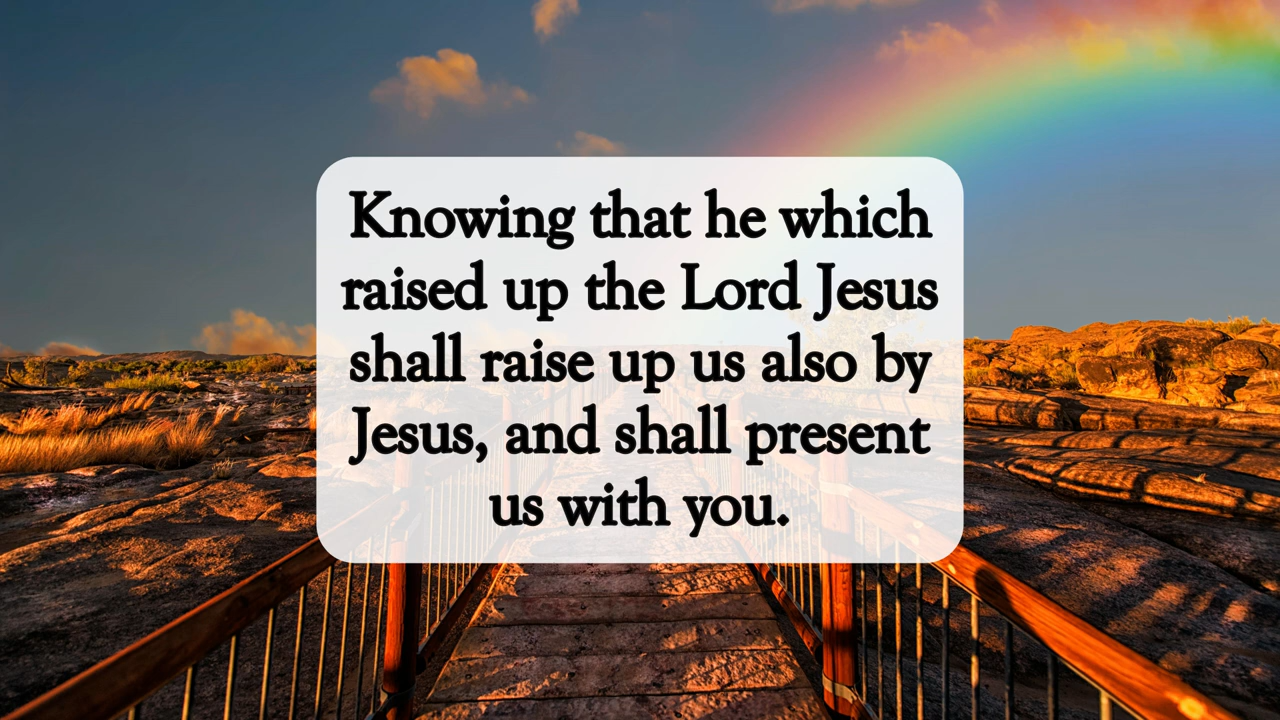 Knowing that he which
raised up the Lord Jesus
shall raise up us also by
Jesus, and shall present
us with you.